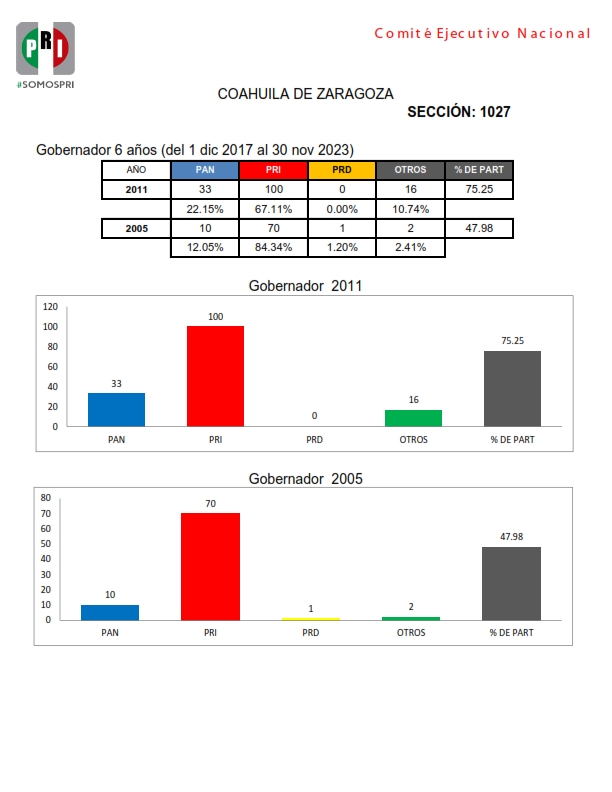 PRI
#SOMOSPRI
Comité Ejecutivo Nacional
COAHUILA DE ZARAGOZA
SECCIÓN: 1027
Gobernador 6 años (del 1 dic 2017 al 30 nov 2023)
AÑO PAN PRI PRD OTROS % DE PART
2011 33 100 0 16 75.25
22.15% 67.11% 0.00% 10.74%
2005 10 70 1 2 47.98
12.05% 84.34% 1.20% 2.41%
Gobernador 2011
120
100
80
60
40
20
0
33
100
0
16
75.25
PAN PRI PRD OTROS % DE PART
Gobernador 2005
80
70
60
50
40
30
20
10
0
10
70
1
2
47.98
PAN PRI PRD OTROS % DE PART